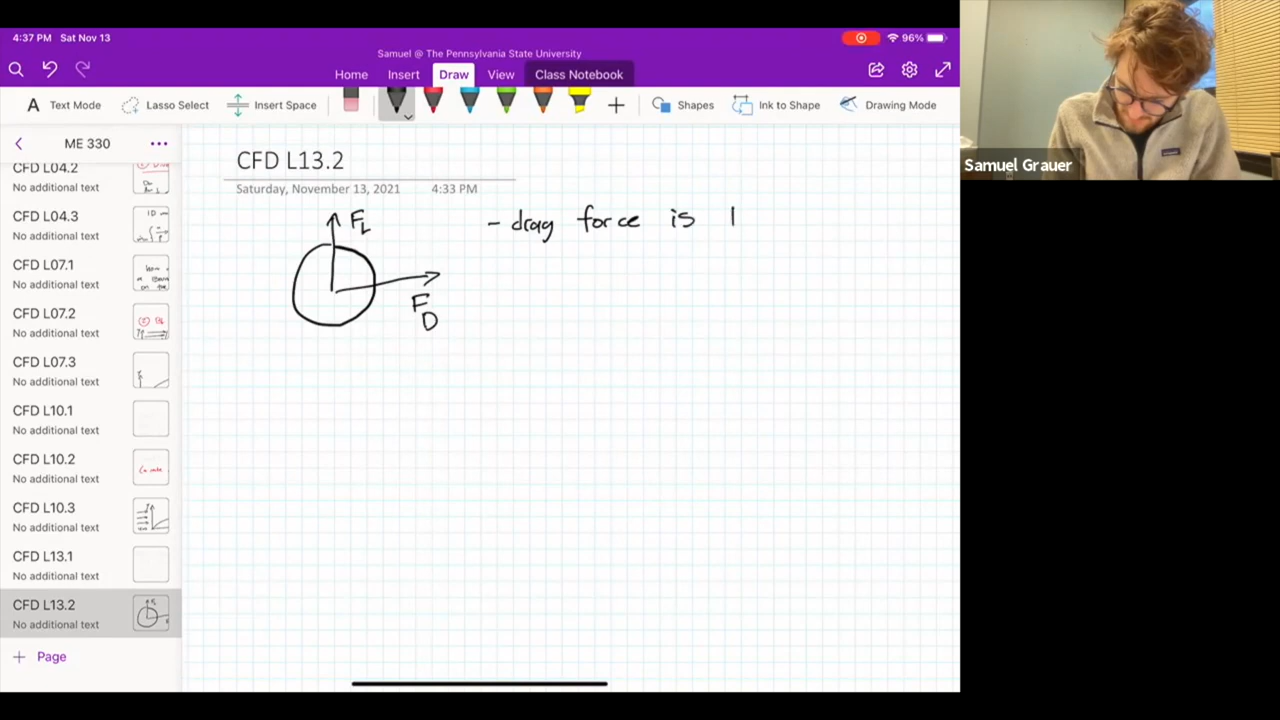 4:37 PM Sat Nov 13
96%
Samuel @ The Pennsylvania State University
Home Insert Draw View Class Notebook
A Text Mode Lasso Select Insert Space Shapes Ink to Shape Drawing Mode
ME 330
CFD L04.2
No additional text
CFD L04.3
No additional text
CFD L07.1
No additional text
CFD L07.2
No additional text
CFD L07.3
No additional text
CFD L10.1
No additional text
CFD L10.2
No additional text
CFD L10.3
No additional text
CFD L13.1
No additional text
CFD L13.2
No additional text
+ Page
CFD L13.2
Saturday, November 13, 2021 4:33 PM
FL
- drag force is
FD
Samuel Grauer